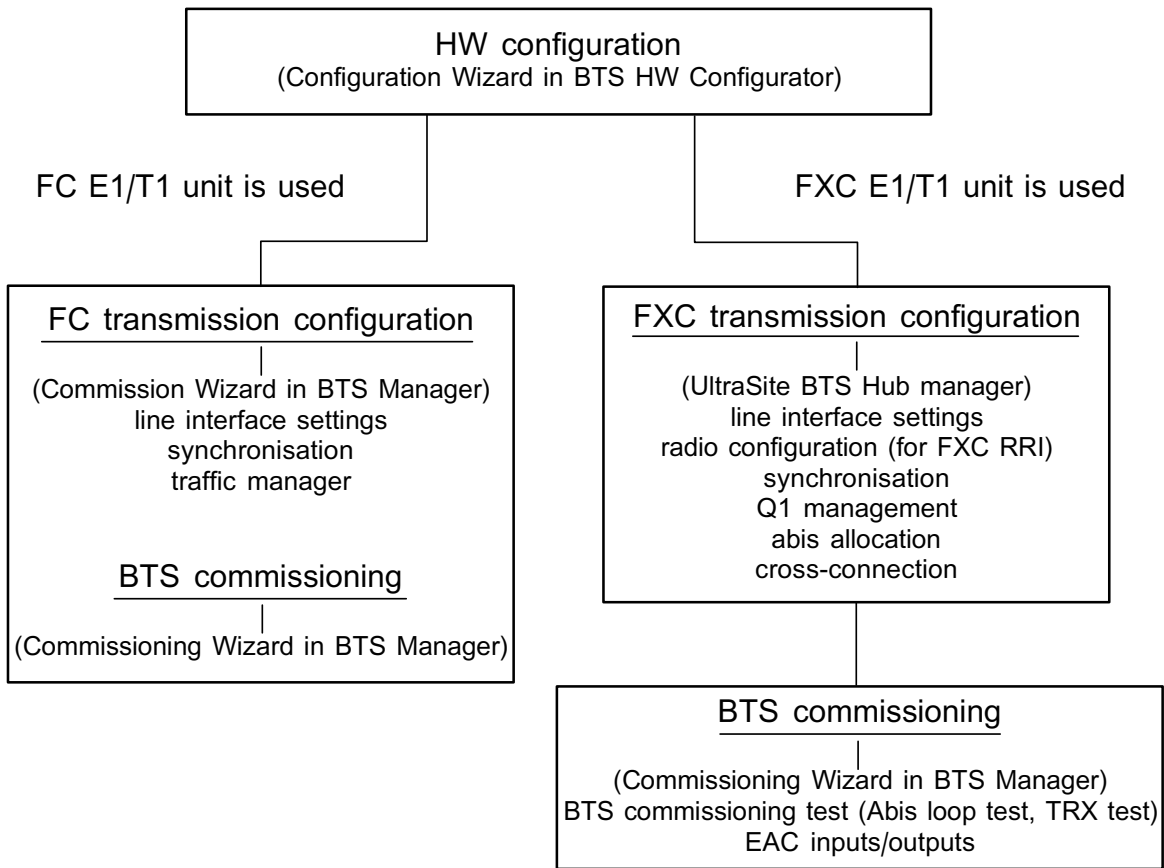 HW configuration
(Configuration Wizard in BTS HW Configurator)
FC E1/T1 unit is used
FXC E1/T1 unit is used
FC transmission configuration
(Commission Wizard in BTS Manager)
line interface settings
synchronisation
traffic manager
BTS commissioning
(Commissioning Wizard in BTS Manager)
FXC transmission configuration
(UltraSite BTS Hub manager)
line interface settings
radio configuration (for FXC RRI)
synchronisation
Q1 management
abis allocation
cross-connection
BTS commissioning
(Commissioning Wizard in BTS Manager)
BTS commissioning test (Abis loop test, TRX test)
EAC inputs/outputs